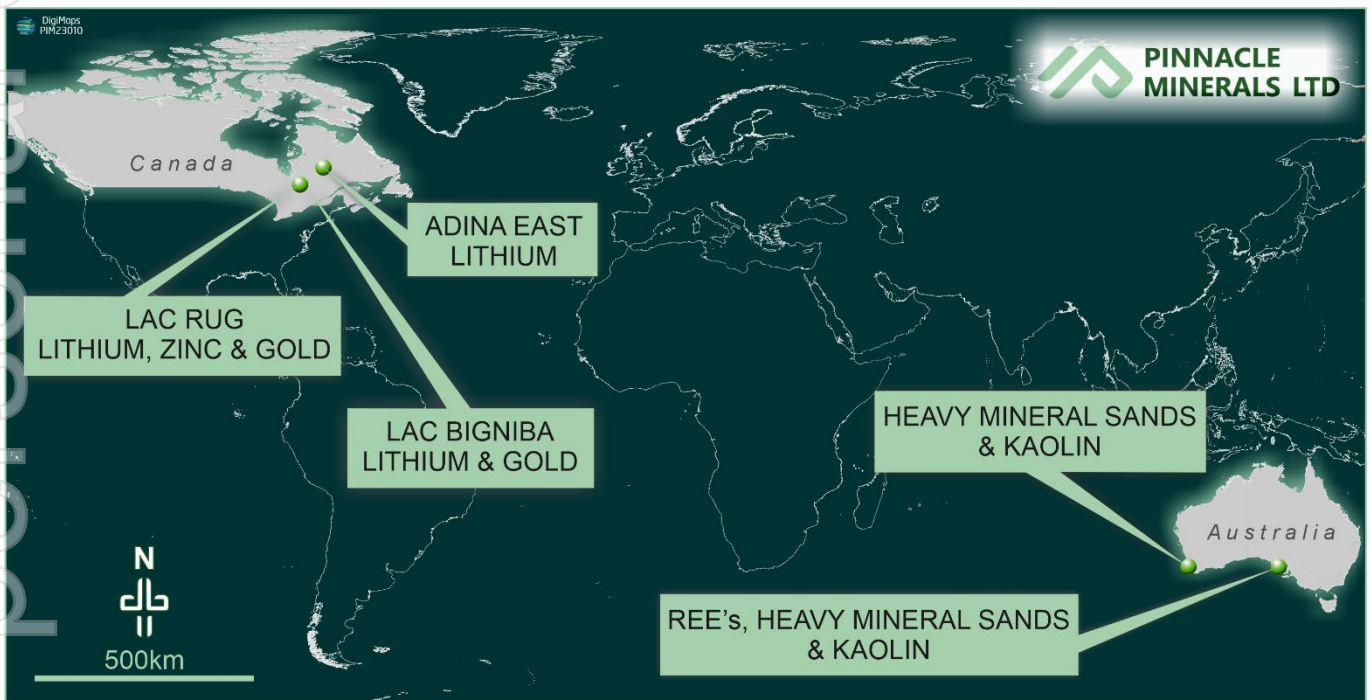 DigiMaps
PIM23010
PINNACLE
MINERALS LTD
Canada
ADINA EAST
LITHIUM
LAC RUG
LITHIUM, ZINC & GOLD
LAC BIGNIBA
LITHIUM & GOLD
HEAVY MINERAL SANDS
& KAOLIN
Australia
REE's, HEAVY MINERAL SANDS
& KAOLIN
N
500km